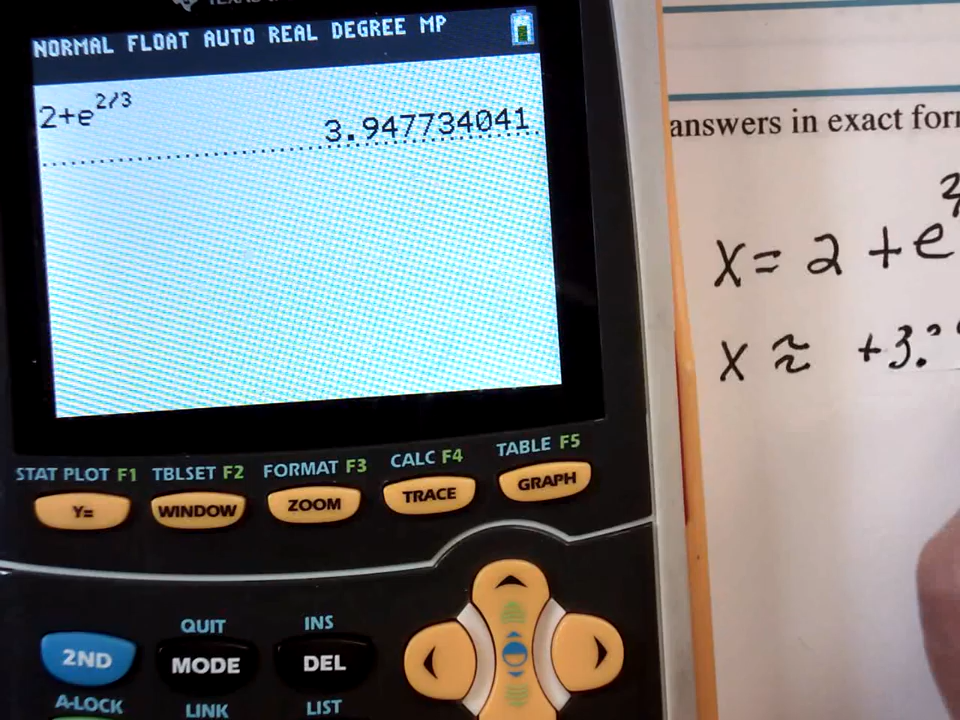 NORMAL FLOAT AUTO REAL DEGREE MP
2+e^2/3
3.947734041
answers in exact
x = 2 + e
x ≈ +3.
STAT PLOT F1 TBLSET F2 FORMAT F3 CALC F4 TABLE F5
Y= WINDOW ZOOM TRACE GRAPH
QUIT INS
2ND MODE DEL
A-LOCK LINK LIST